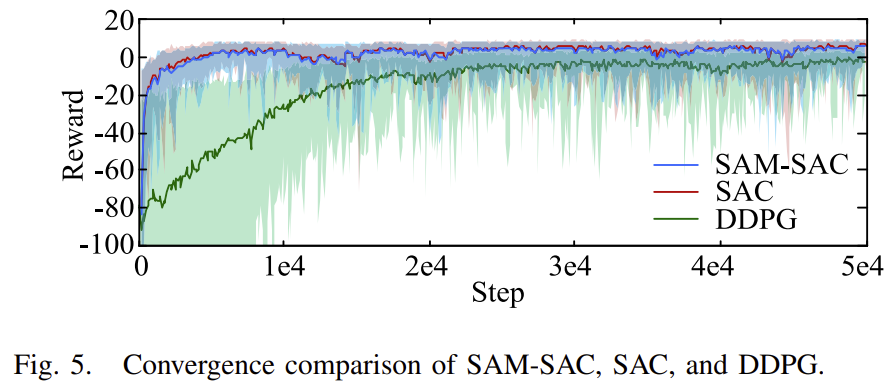 20
0
-20
-40
-60
-80
-100
Reward
SAM-SAC
SAC
DDPG
0
1e4
2e4
3e4
4e4
5e4
Step
Fig. 5. Convergence comparison of SAM-SAC, SAC, and DDPG.